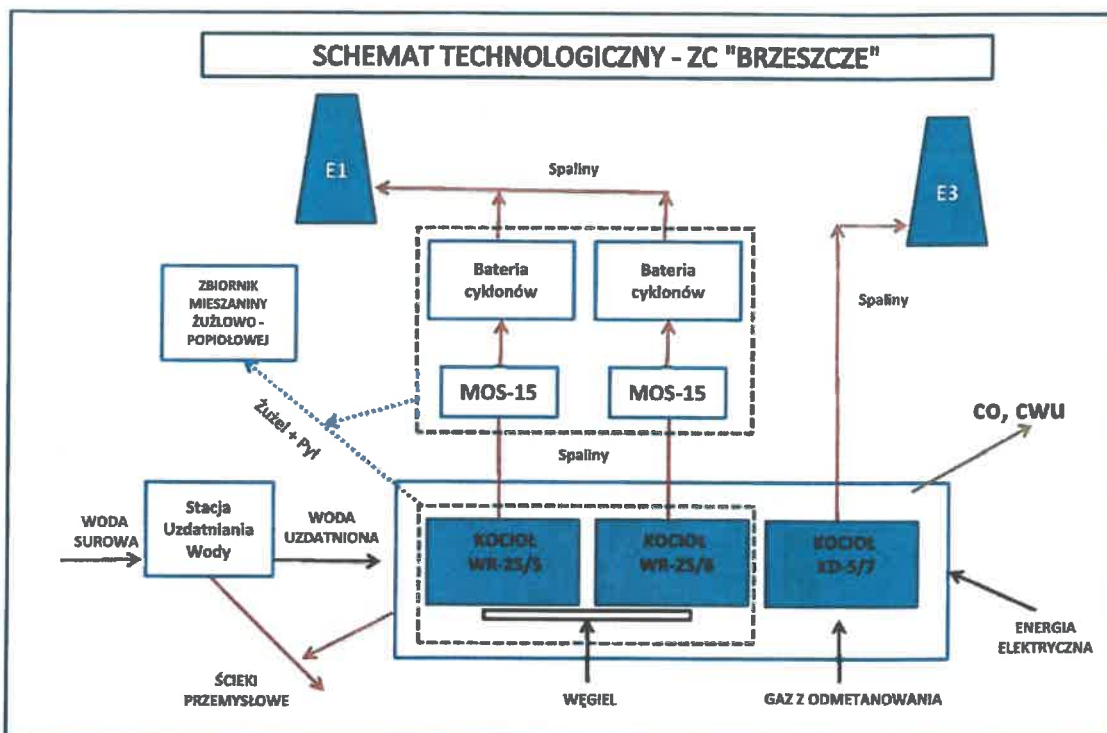 SCHEMAT TECHNOLOGICZNY - ZC "BRZESZCZE"
E1
Spaliny
E3
Bateria
cyklonów
Bateria
cyklonów
ZBIORNIK
MIESZANINY
ŻUŻLOWO -
POPIOŁOWEJ
Spaliny
MOS-15
MOS-15
Żużel + Pył
co, cwu
Spaliny
WODA
SUROWA
Stacja
Uzdatniania
Wody
WODA
UZDATNIONA
KOCIOŁ
WR-25/5
KOCIOŁ
WR-25/6
KOCIOŁ
KD-5/7
ENERGIA
ELEKTRYCZNA
ŚCIEKI
PRZEMYSŁOWE
WĘGIEL
GAZ Z ODMETANOWANIA